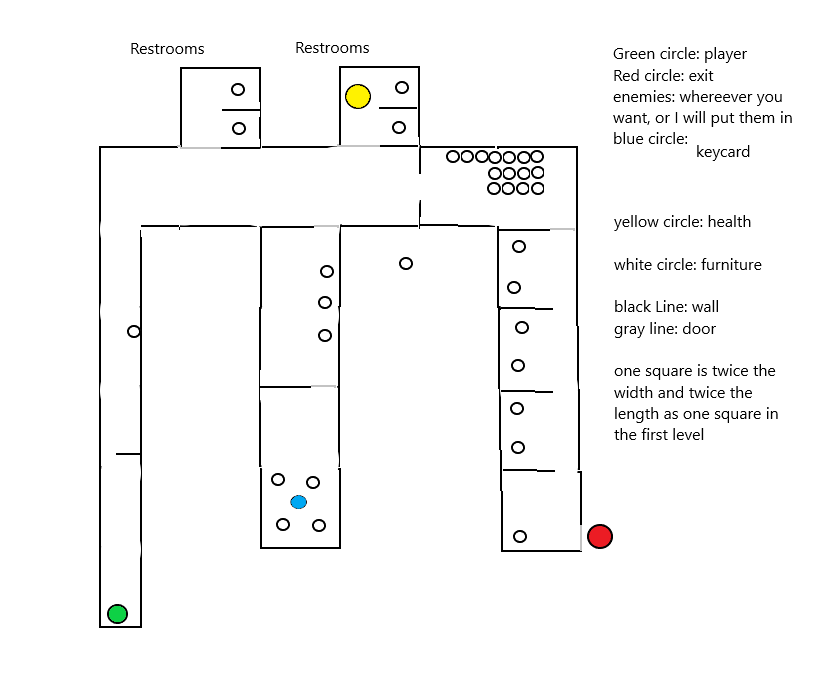 Restrooms
Restrooms
Green circle: player
Red circle: exit
enemies: whereever you
want, or I will put them in
blue circle:
keycard
yellow circle: health
white circle: furniture
black Line: wall
gray line: door
one square is twice the
width and twice the
length as one square in
the first level